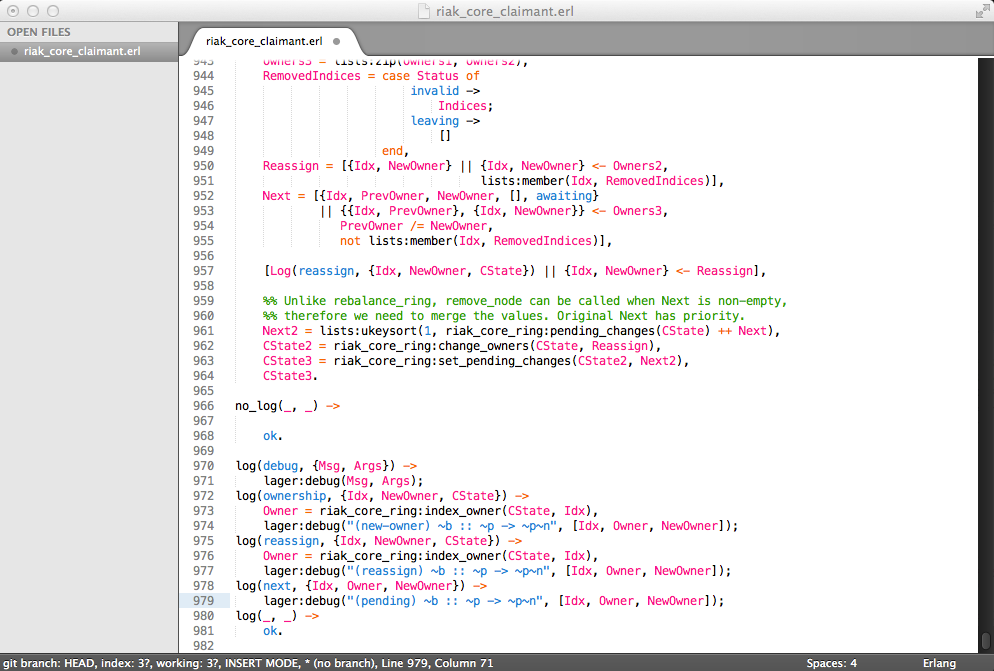 riak_core_claimant.erl
OPEN FILES
riak_core_claimant.erl
riak_core_claimant.erl
943 Owners3 = lists:zip(Owners1, Owners2),
944 RemovedIndices = case Status of
945 invalid ->
946 Indices;
947 leaving ->
948 []
949 end,
950 Reassign = [{Idx, NewOwner} || {Idx, NewOwner} <- Owners2,
951 lists:member(Idx, RemovedIndices)],
952 Next = [{Idx, PrevOwner, NewOwner, [], awaiting}
953 || {{Idx, PrevOwner}, {Idx, NewOwner}} <- Owners3,
954 PrevOwner /= NewOwner,
955 not lists:member(Idx, RemovedIndices)],
956
957 [Log(reassign, {Idx, NewOwner, CState}) || {Idx, NewOwner} <- Reassign],
958
959 %% Unlike rebalance_ring, remove_node can be called when Next is non-empty,
960 %% therefore we need to merge the values. Original Next has priority.
961 Next2 = lists:ukeysort(1, riak_core_ring:pending_changes(CState) ++ Next),
962 CState2 = riak_core_ring:change_owners(CState, Reassign),
963 CState3 = riak_core_ring:set_pending_changes(CState2, Next2),
964 CState3.
965
966 no_log(_, _) ->
967
968 ok.
969
970 log(debug, {Msg, Args}) ->
971 lager:debug(Msg, Args);
972 log(ownership, {Idx, NewOwner, CState}) ->
973 Owner = riak_core_ring:index_owner(CState, Idx),
974 lager:debug("(new-owner) ~b :: ~p -> ~p~n", [Idx, Owner, NewOwner]);
975 log(reassign, {Idx, NewOwner, CState}) ->
976 Owner = riak_core_ring:index_owner(CState, Idx),
977 lager:debug("(reassign) ~b :: ~p -> ~p~n", [Idx, Owner, NewOwner]);
978 log(next, {Idx, Owner, NewOwner}) ->
979 lager:debug("(pending) ~b :: ~p -> ~p~n", [Idx, Owner, NewOwner]);
980 log(_, _) ->
981 ok.
982
git branch: HEAD, index: 3?, working: 3?, INSERT MODE, * (no branch), Line 979, Column 71 Spaces: 4 Erlang